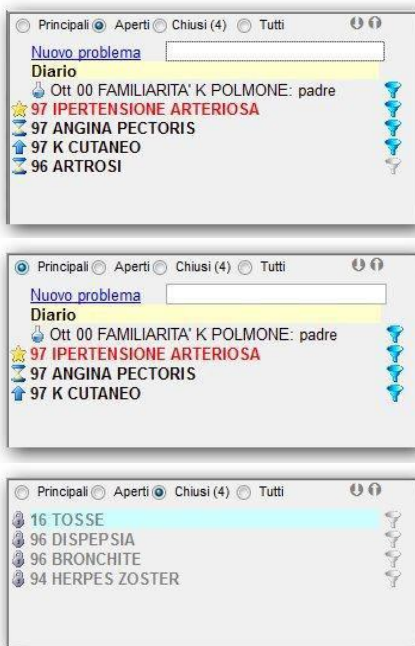 Principali Aperti Chiusi (4) Tutti
Nuovo problema
Diario
Ott 00 FAMILIARITA' K POLMONE: padre
97 IPERTENSIONE ARTERIOSA
97 ANGINA PECTORIS
97 K CUTANEO
96 ARTROSI
Principali Aperti Chiusi (4) Tutti
Nuovo problema
Diario
Ott 00 FAMILIARITA' K POLMONE: padre
97 IPERTENSIONE ARTERIOSA
97 ANGINA PECTORIS
97 K CUTANEO
Principali Aperti Chiusi (4) Tutti
16 TOSSE
96 DISPEPSIA
96 BRONCHITE
94 HERPES ZOSTER